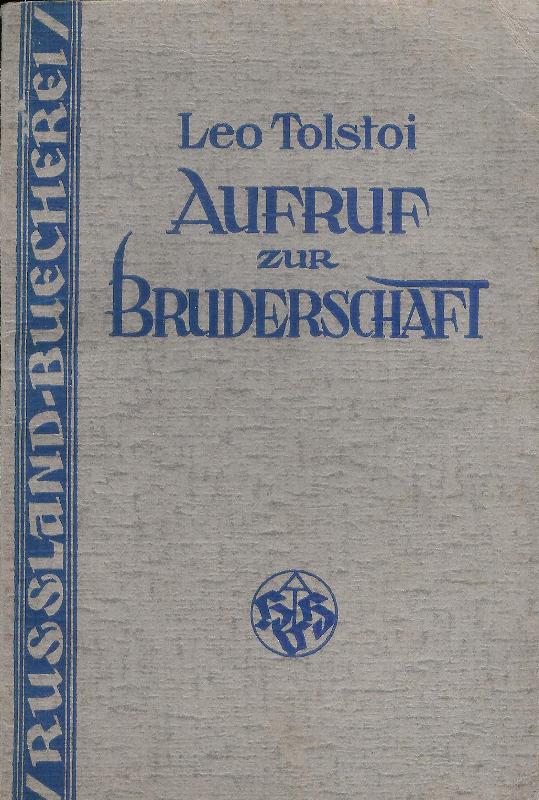 Leo Tolstoi
AUFRUF
ZUR
BRUDERSCHAFT
/RUSSLAND-BUECHEREI/